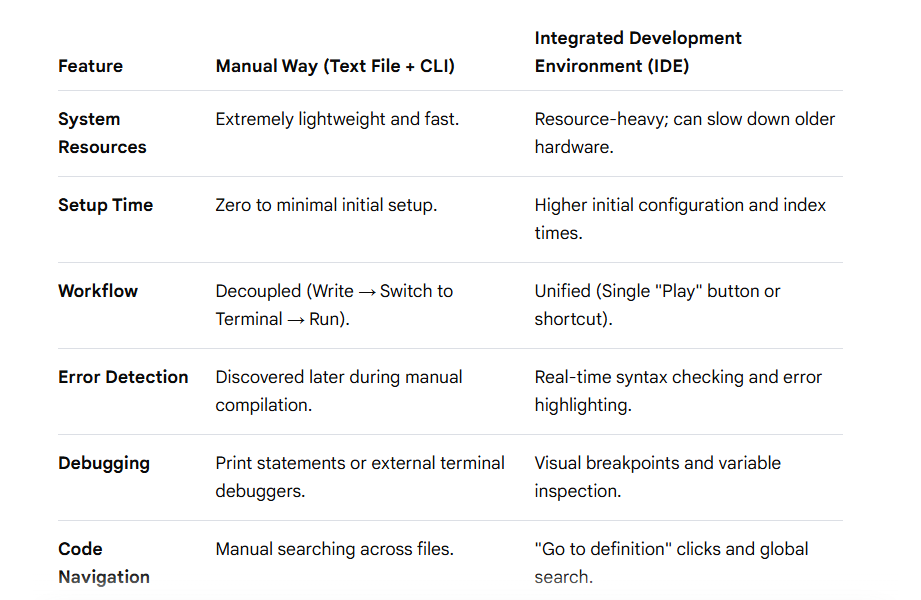 Feature Manual Way (Text File + CLI) Integrated Development
Environment (IDE)
System Extremely lightweight and fast. Resource-heavy; can slow down older
Resources hardware.
Setup Time Zero to minimal initial setup. Higher initial configuration and index
times.
Workflow Decoupled (Write → Switch to Unified (Single "Play" button or
Terminal → Run). shortcut).
Error Detection Discovered later during manual Real-time syntax checking and error
compilation. highlighting.
Debugging Print statements or external terminal Visual breakpoints and variable
debuggers. inspection.
Code Manual searching across files. "Go to definition" clicks and global
Navigation search.